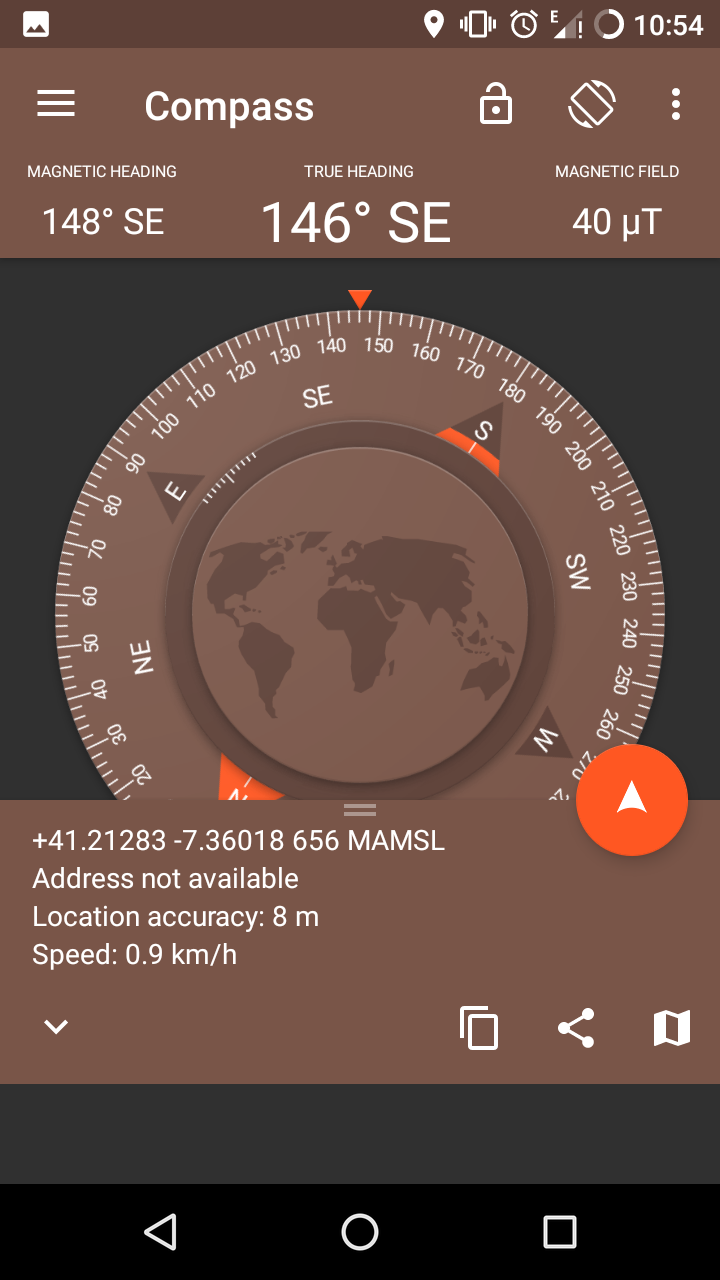 E ! 10:54
Compass
MAGNETIC HEADING TRUE HEADING MAGNETIC FIELD
148° SE 146° SE 40 µT
20 30 40 50 60 70 80 90 100 110 120 130 140 150 160 170 180 190 200 210 220 230 240 250 260
NE E SE S SW W N
+41.21283 -7.36018 656 MAMSL
Address not available
Location accuracy: 8 m
Speed: 0.9 km/h